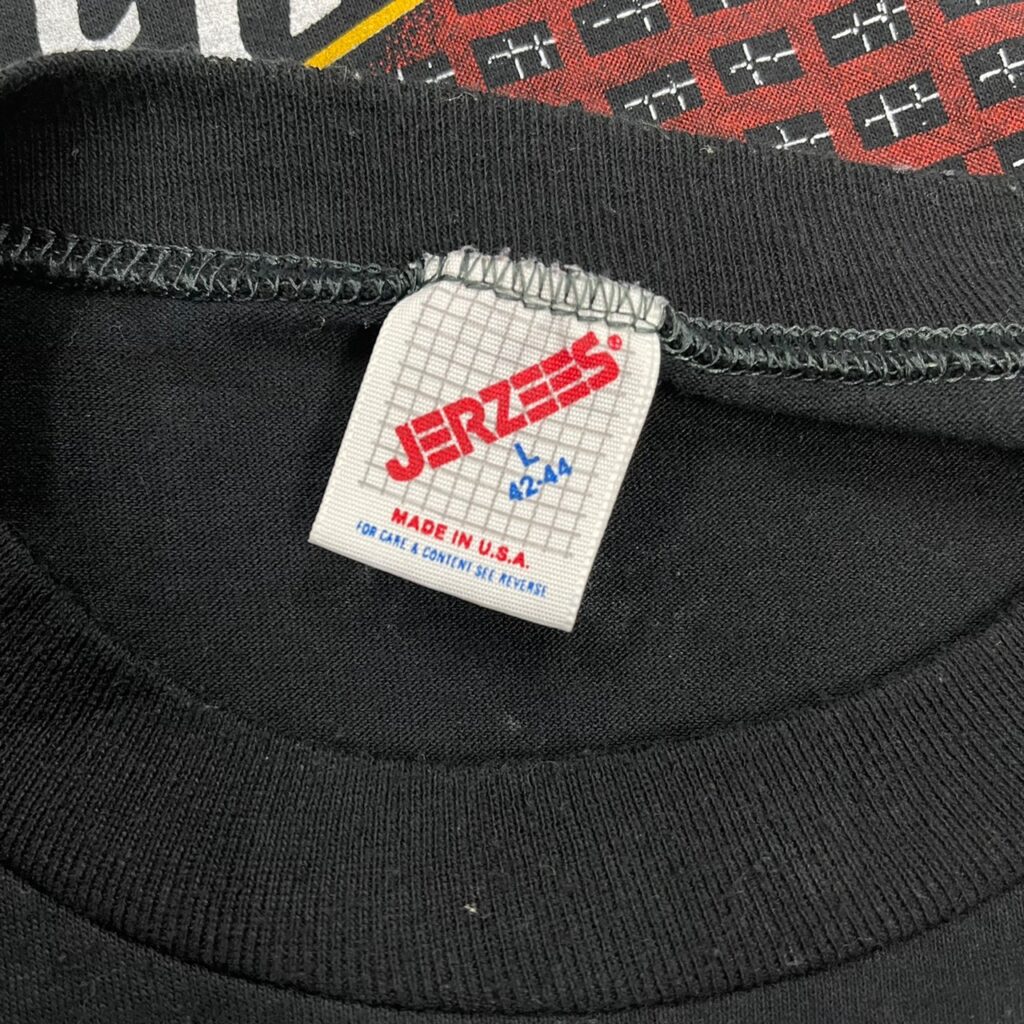 JERZEES®
L
42-44
MADE IN U.S.A.
FOR CARE & CONTENT SEE REVERSE